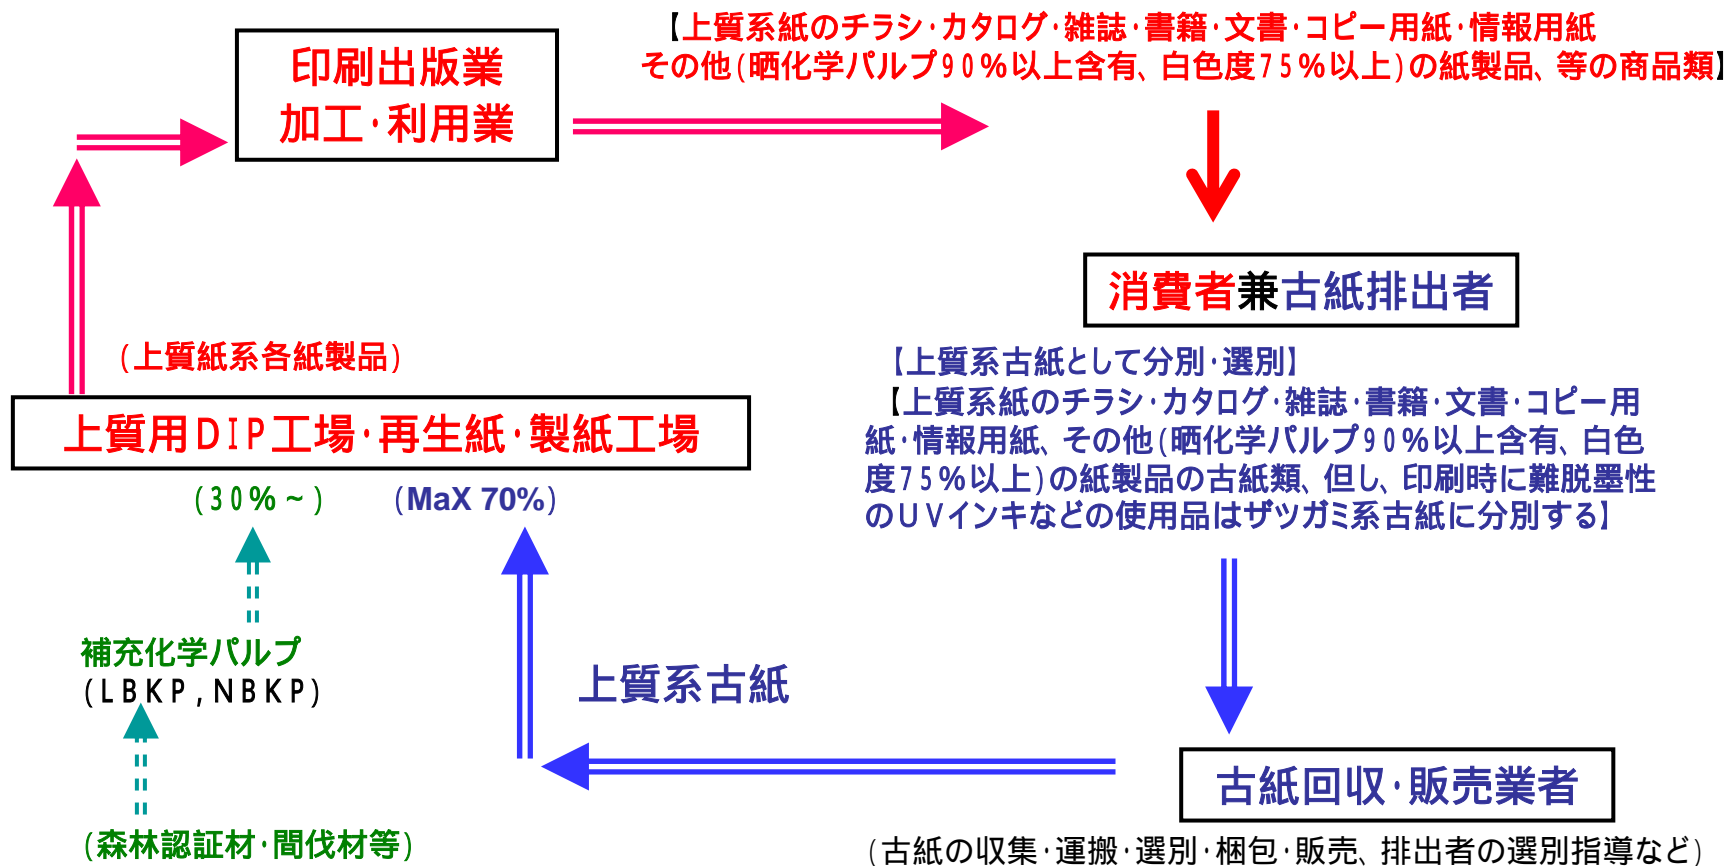 【上質系紙のチラシ・カタログ・雑誌・書籍・文書・コピー用紙・情報用紙
その他(晒化学パルプ90%以上含有、白色度75%以上)の紙製品、等の商品類】
印刷出版業
加工・利用業
消費者兼古紙排出者
(上質紙系各紙製品)
上質用DIP工場・再生紙・製紙工場
(30%~)
(MaX 70%)
【上質系古紙として分別・選別】
【上質系紙のチラシ・カタログ・雑誌・書籍・文書・コピー用
紙・情報用紙、その他(晒化学パルプ90%以上含有、白色
度75%以上)の紙製品の古紙類、但し、印刷時に難脱墨性
のUVインキなどの使用品はザツガミ系古紙に分別する】
補充化学パルプ
(LBKP,NBKP)
上質系古紙
(森林認証材・間伐材等)
古紙回収・販売業者
(古紙の収集・運搬・選別・梱包・販売、排出者の選別指導など)